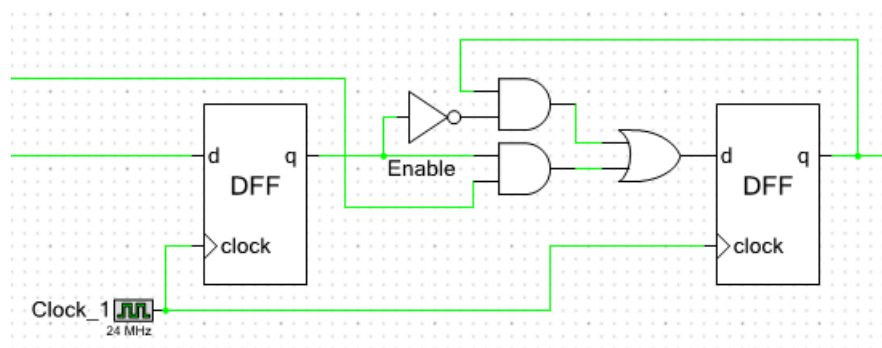 d
q
DFF
clock
Enable
d
q
DFF
clock
Clock_1
24 MHz